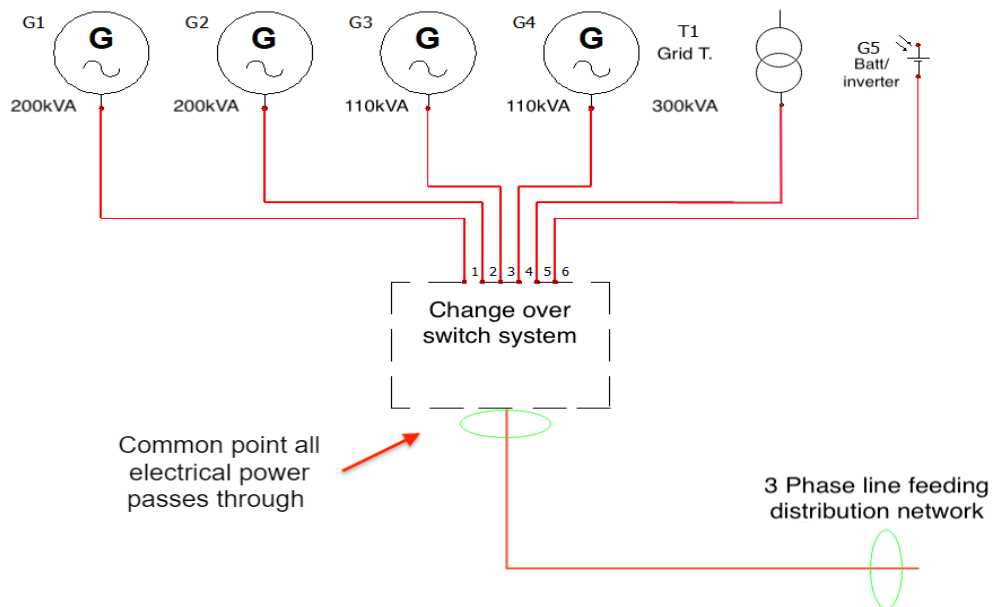 G1
G
200kVA
G2
G
200kVA
G3
G
110kVA
G4
G
110kVA
T1
Grid T.
300kVA
G5
Batt/
inverter
1 2 3 4 5 6
Change over
switch system
Common point all
electrical power
passes through
3 Phase line feeding
distribution network